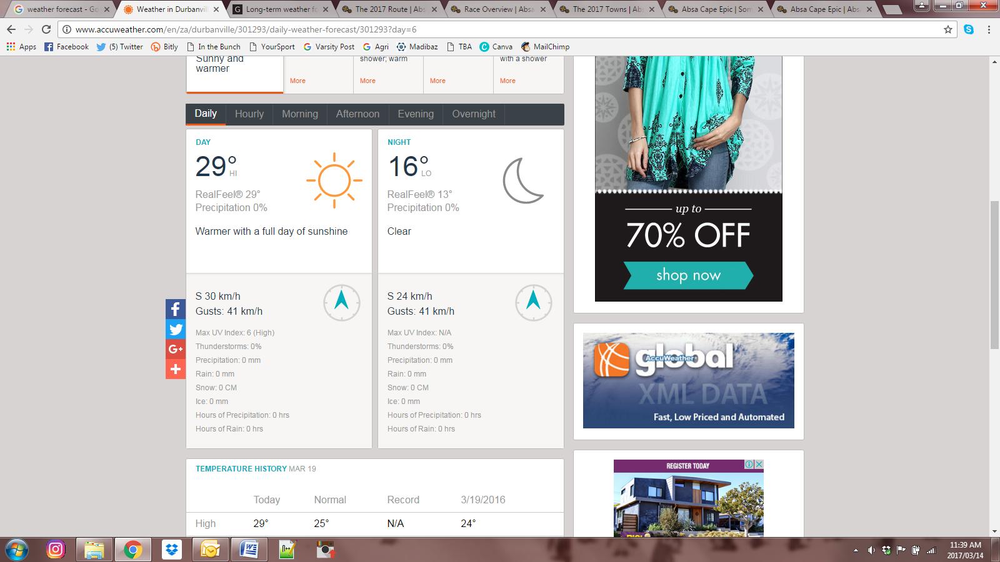 weather forecast - Go
Weather in Durbanvill
Long-term weather fo
The 2017 Route | Abs
Race Overview | Absa
The 2017 Towns | Abs
Absa Cape Epic | Som
Absa Cape Epic | Absa
www.accuweather.com/en/za/durbanville/301293/daily-weather-forecast/301293?day=6
Apps
Facebook
(5) Twitter
Bitly
In the Bunch
YourSport
Varsity Post
Agri
Madibaz
TBA
Canva
MailChimp
Sunny and
warmer
More
shower; warm
More
More
with a shower
More
Daily
Hourly
Morning
Afternoon
Evening
Overnight
DAY
29° HI
RealFeel® 29°
Precipitation 0%
Warmer with a full day of sunshine
S 30 km/h
Gusts: 41 km/h
Max UV Index: 6 (High)
Thunderstorms: 0%
Precipitation: 0 mm
Rain: 0 mm
Snow: 0 CM
Ice: 0 mm
Hours of Precipitation: 0 hrs
Hours of Rain: 0 hrs
NIGHT
16° LO
RealFeel® 13°
Precipitation 0%
Clear
S 24 km/h
Gusts: 41 km/h
Max UV Index: N/A
Thunderstorms: 0%
Precipitation: 0 mm
Rain: 0 mm
Snow: 0 CM
Ice: 0 mm
Hours of Precipitation: 0 hrs
Hours of Rain: 0 hrs
TEMPERATURE HISTORY MAR 19
Today Normal Record 3/19/2016
High 29° 25° N/A 24°
up to
70% OFF
shop now
global
AccuWeather
XML DATA
Fast, Low Priced and Automated
REGISTER TODAY
11:39 AM
2017/03/14